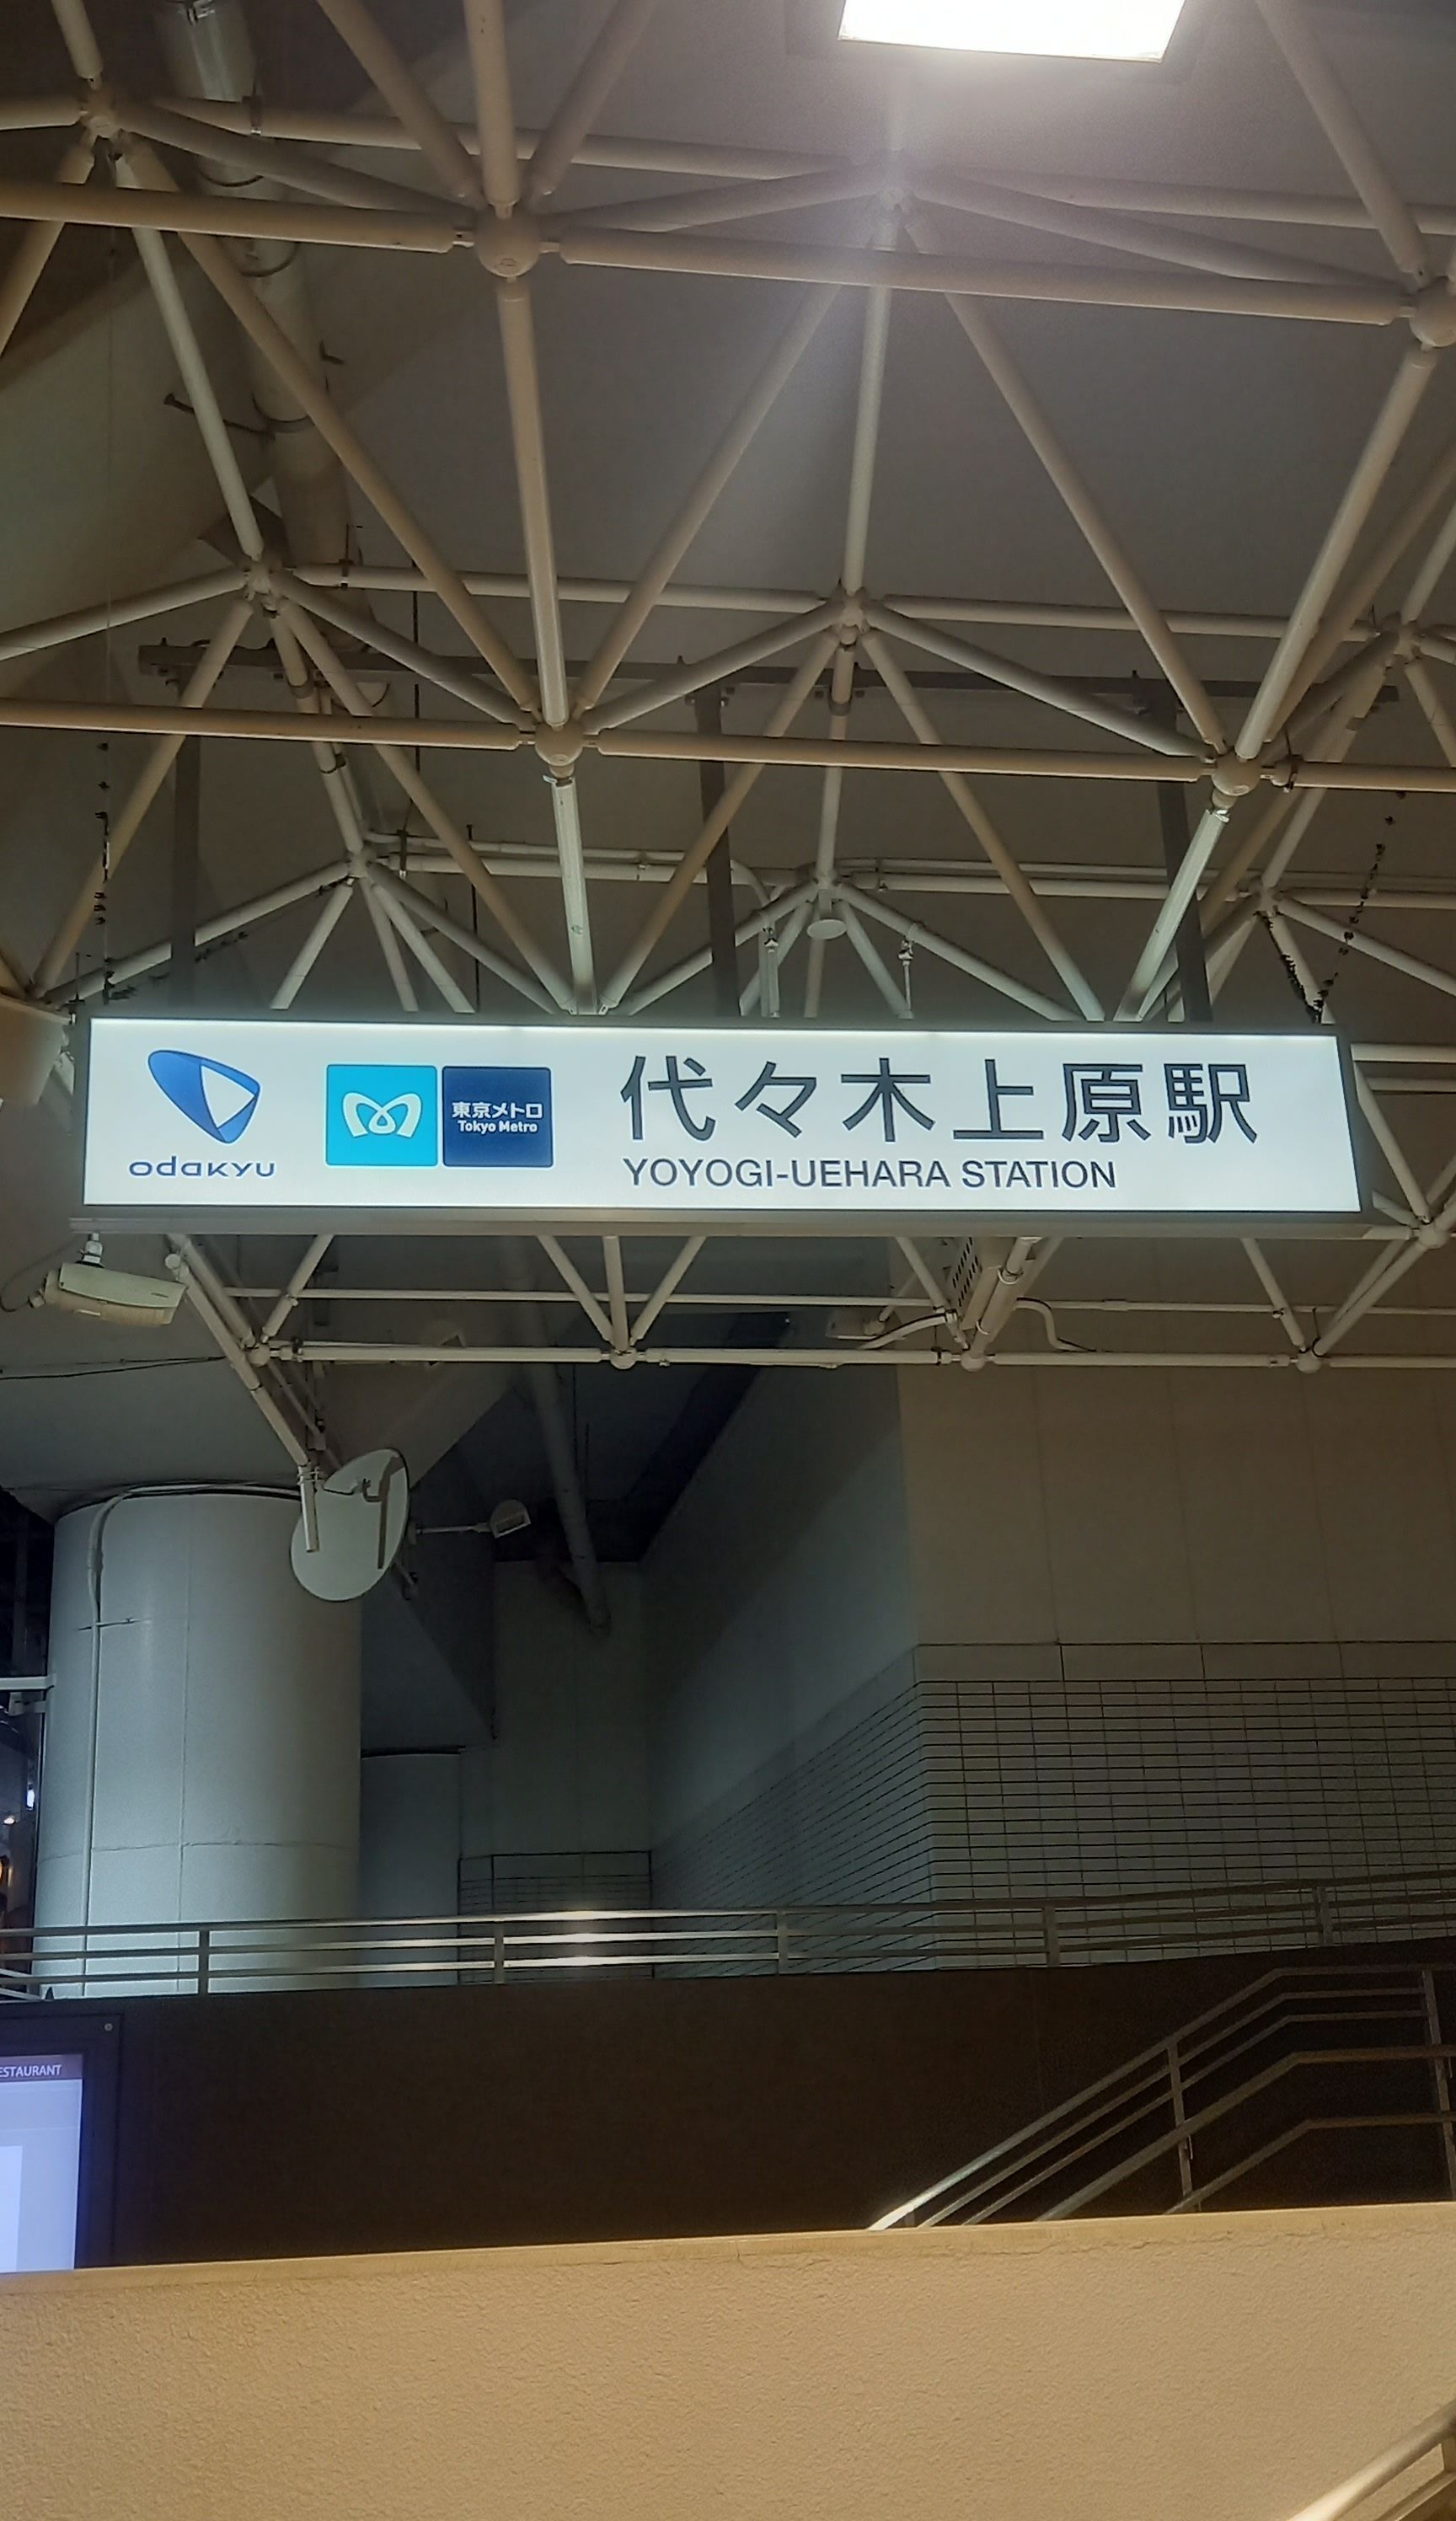 odakyu
東京メトロ
Tokyo Metro
代々木上原駅
YOYOGI-UEHARA STATION
ESTAURANT